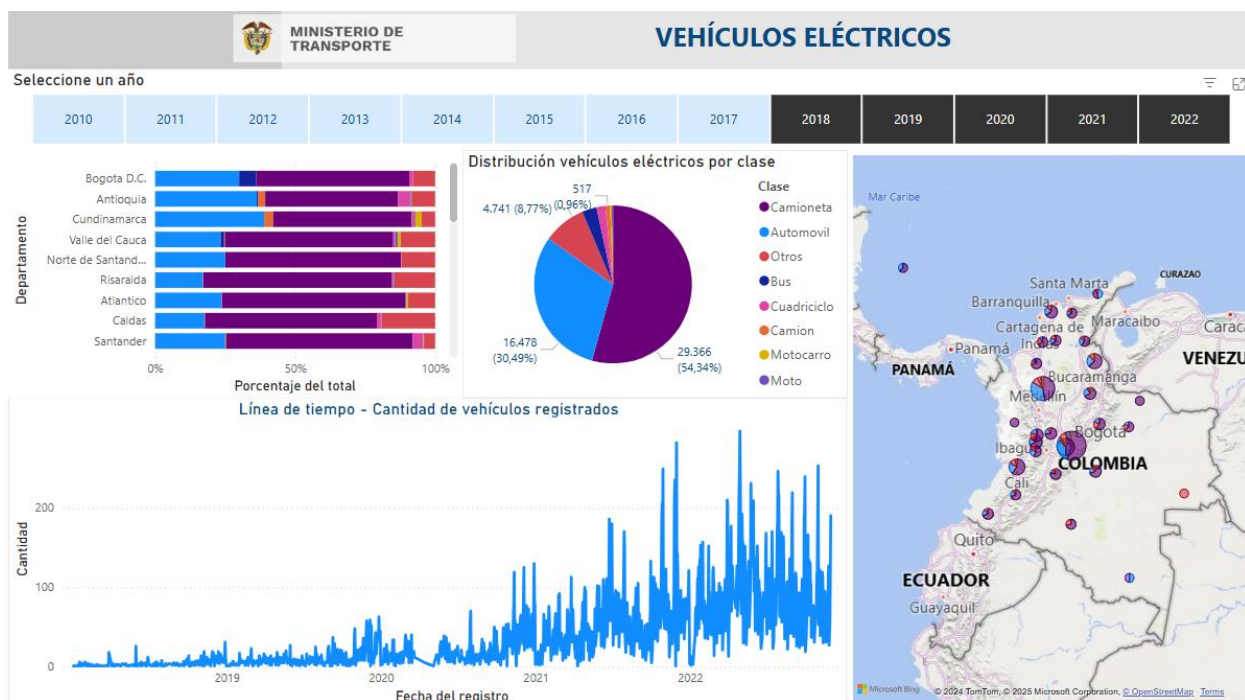 MINISTERIO DE
TRANSPORTE
VEHÍCULOS ELÉCTRICOS
Seleccione un año
2010 2011 2012 2013 2014 2015 2016 2017 2018 2019 2020 2021 2022
Departamento
Bogota D.C.
Antioquia
Cundinamarca
Valle del Cauca
Norte de Santand...
Risaralda
Atlantico
Caldas
Santander
0% 50% 100%
Porcentaje del total
Distribución vehículos eléctricos por clase
517
(0,96%)
4.741 (8,77%)
16.478
(30,49%)
29.366
(54,34%)
Clase
Camioneta
Automovil
Otros
Bus
Cuadriciclo
Camion
Motocarro
Moto
Línea de tiempo - Cantidad de vehículos registrados
Cantidad
200
100
0
2019 2020 2021 2022
Fecha del registro
Mar Caribe
Santa Marta
CURAZAO
Barranquilla
Maracaibo
Caraca
Cartagena de
Indias
Panamá
PANAMÁ
VENEZU
Bucaramanga
Medellín
Bogotá
Ibagu
COLOMBIA
Cali
Quito
ECUADOR
Guayaquil
Microsoft Bing
© 2024 TomTom, © 2025 Microsoft Corporation, © OpenStreetMap Terms